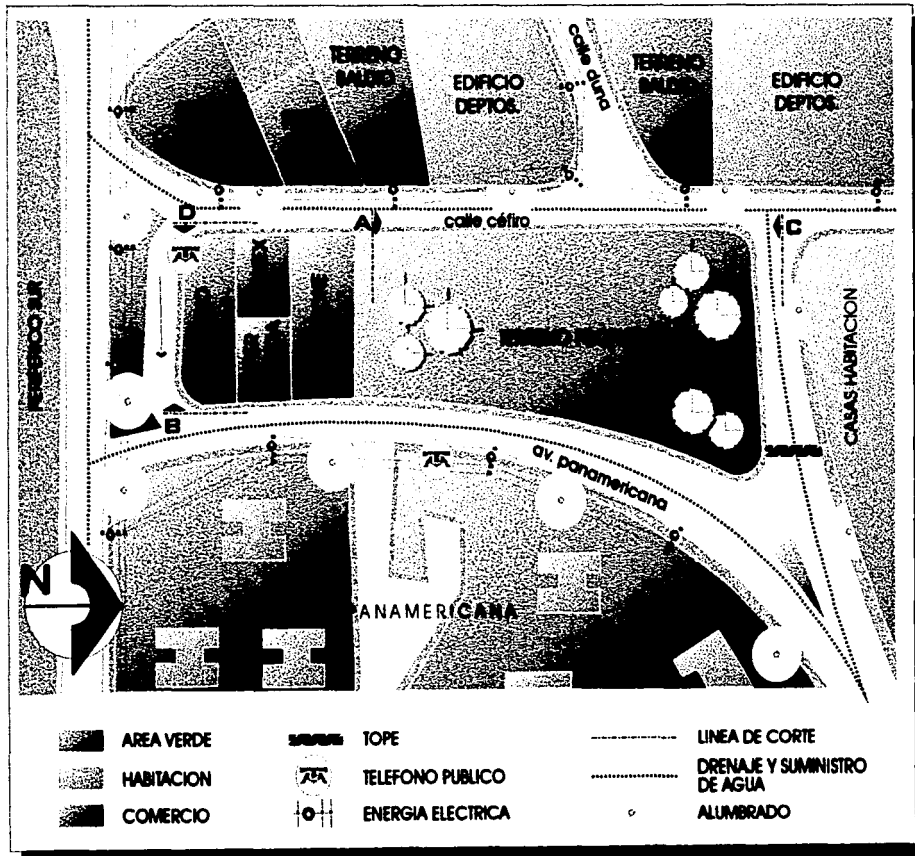 TERRENO
BALDIO
EDIFICIO
DEPTOS.
calle duna
TERRENO
BALDIO
EDIFICIO
DEPTOS.
D
A
calle céfiro
C
PERIFERICO SUR
CASAS HABITACION
B
av. panamericana
N
PANAMERICANA
AREA VERDE
HABITACION
COMERCIO
TOPE
TELEFONO PUBLICO
ENERGIA ELECTRICA
LINEA DE CORTE
DRENAJE Y SUMINISTRO
DE AGUA
ALUMBRADO